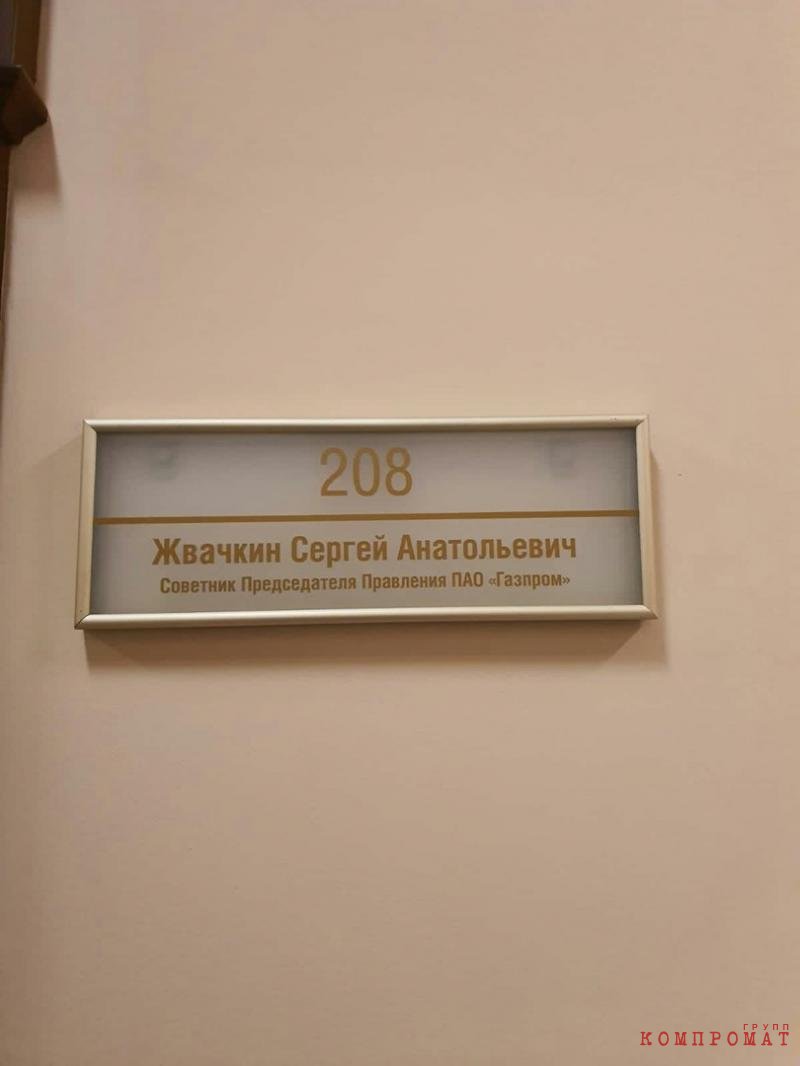 208
Жвачкин Сергей Анатольевич
Советник Председателя Правления ПАО «Газпром»
ГРУПП
КОМПРОМАТ